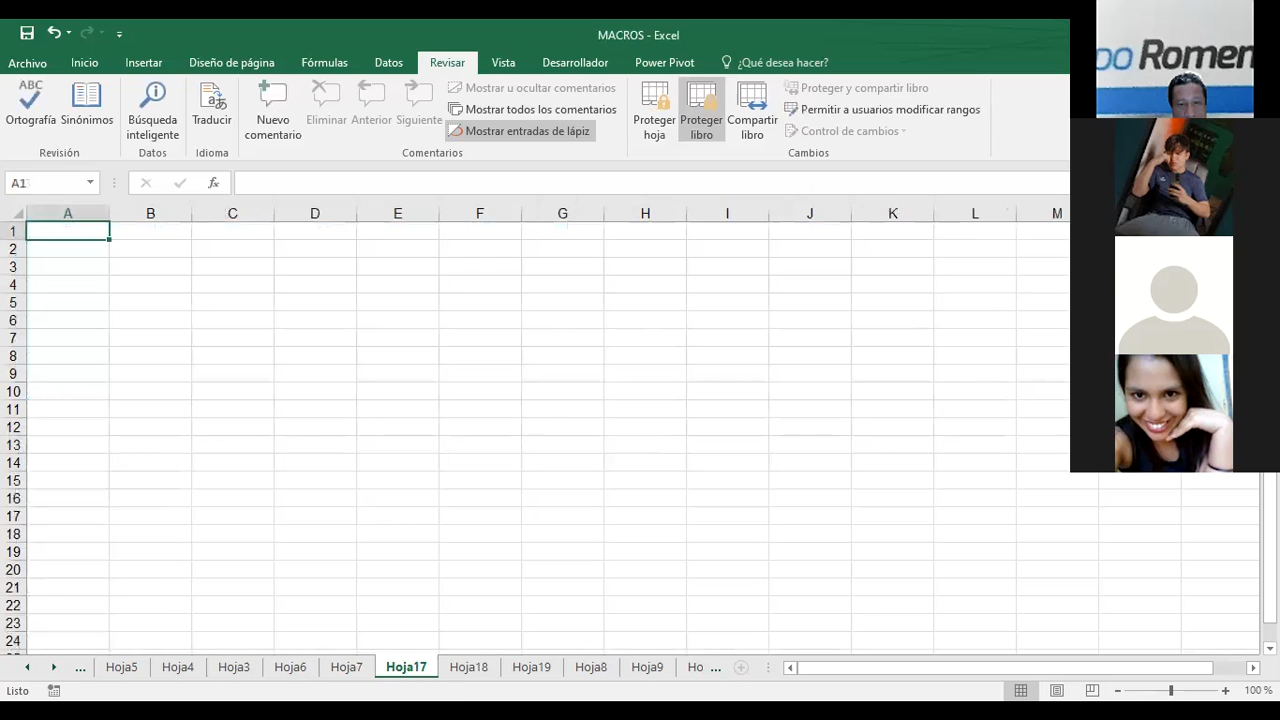 MACROS - Excel
Archivo Inicio Insertar Diseño de página Fórmulas Datos Revisar Vista Desarrollador Power Pivot ¿Qué desea hacer?
ABC
Ortografía Sinónimos
Revisión
Búsqueda inteligente
Datos
Traducir
Idioma
Nuevo comentario Eliminar Anterior Siguiente
Mostrar u ocultar comentarios
Mostrar todos los comentarios
Mostrar entradas de lápiz
Comentarios
Proteger hoja Proteger libro Compartir libro
Proteger y compartir libro
Permitir a usuarios modificar rangos
Control de cambios
Cambios
oo Romen
A1 fx
A B C D E F G H I J K L M
1
2
3
4
5
6
7
8
9
10
11
12
13
14
15
16
17
18
19
20
21
22
23
24
... Hoja5 Hoja4 Hoja3 Hoja6 Hoja7 Hoja17 Hoja18 Hoja19 Hoja8 Hoja9 Ho ...
Listo 100 %